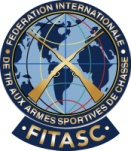 FEDERATION INTERNATIONALE
DE TIR AUX ARMES SPORTIVES DE CHASSE
• FITASC •